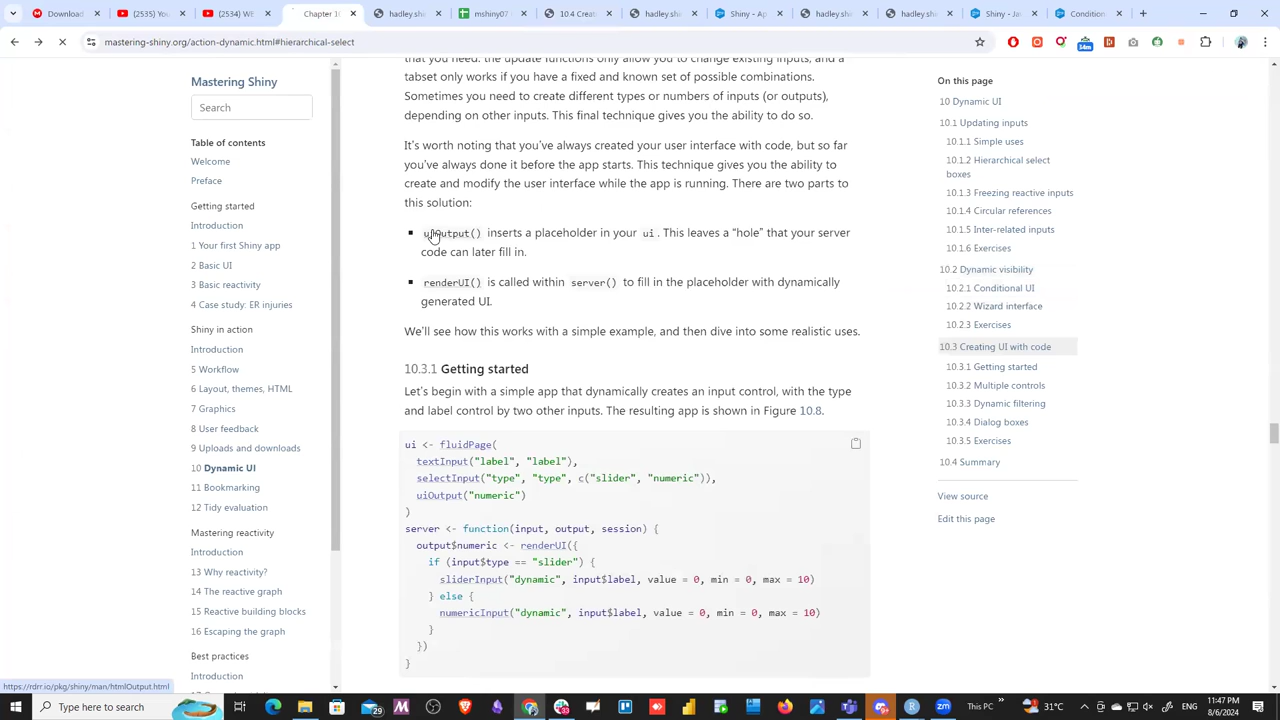 Down
(2533)
(2533) W
Chapter 1
hadley.sh
mshiny07
10.4 Creat
hadley.sh
Shiny - Ap
hadley.sh
Shiny - Ap
Condition
mastering-shiny.org/action-dynamic.html#hierarchical-select
34m
Mastering Shiny
Search
Table of contents
Welcome
Preface
Getting started
Introduction
1 Your first Shiny app
2 Basic UI
3 Basic reactivity
4 Case study: ER injuries
Shiny in action
Introduction
5 Workflow
6 Layout, themes, HTML
7 Graphics
8 User feedback
9 Uploads and downloads
10 Dynamic UI
11 Bookmarking
12 Tidy evaluation
Mastering reactivity
Introduction
13 Why reactivity?
14 The reactive graph
15 Reactive building blocks
16 Escaping the graph
Best practices
Introduction
that you need: the update functions only allow you to change existing inputs, and a
tabset only works if you have a fixed and known set of possible combinations.
Sometimes you need to create different types or numbers of inputs (or outputs),
depending on other inputs. This final technique gives you the ability to do so.
It's worth noting that you've always created your user interface with code, but so far
you've always done it before the app starts. This technique gives you the ability to
create and modify the user interface while the app is running. There are two parts to
this solution:
uiOutput() inserts a placeholder in your ui. This leaves a “hole” that your server
code can later fill in.
renderUI() is called within server() to fill in the placeholder with dynamically
generated UI.
We'll see how this works with a simple example, and then dive into some realistic uses.
10.3.1 Getting started
Let's begin with a simple app that dynamically creates an input control, with the type
and label control by two other inputs. The resulting app is shown in Figure 10.8.
ui <- fluidPage(
textInput("label", "label"),
selectInput("type", "type", c("slider", "numeric")),
uiOutput("numeric")
)
server <- function(input, output, session) {
output$numeric <- renderUI({
if (input$type == "slider") {
sliderInput("dynamic", input$label, value = 0, min = 0, max = 10)
} else {
numericInput("dynamic", input$label, value = 0, min = 0, max = 10)
}
})
}
On this page
10 Dynamic UI
10.1 Updating inputs
10.1.1 Simple uses
10.1.2 Hierarchical select
boxes
10.1.3 Freezing reactive inputs
10.1.4 Circular references
10.1.5 Inter-related inputs
10.1.6 Exercises
10.2 Dynamic visibility
10.2.1 Conditional UI
10.2.2 Wizard interface
10.2.3 Exercises
10.3 Creating UI with code
10.3.1 Getting started
10.3.2 Multiple controls
10.3.3 Dynamic filtering
10.3.4 Dialog boxes
10.3.5 Exercises
10.4 Summary
View source
Edit this page
https://rdrr.io/pkg/shiny/man/htmlOutput.html
Type here to search
29
This PC
31°C
11:47 PM
8/6/2024